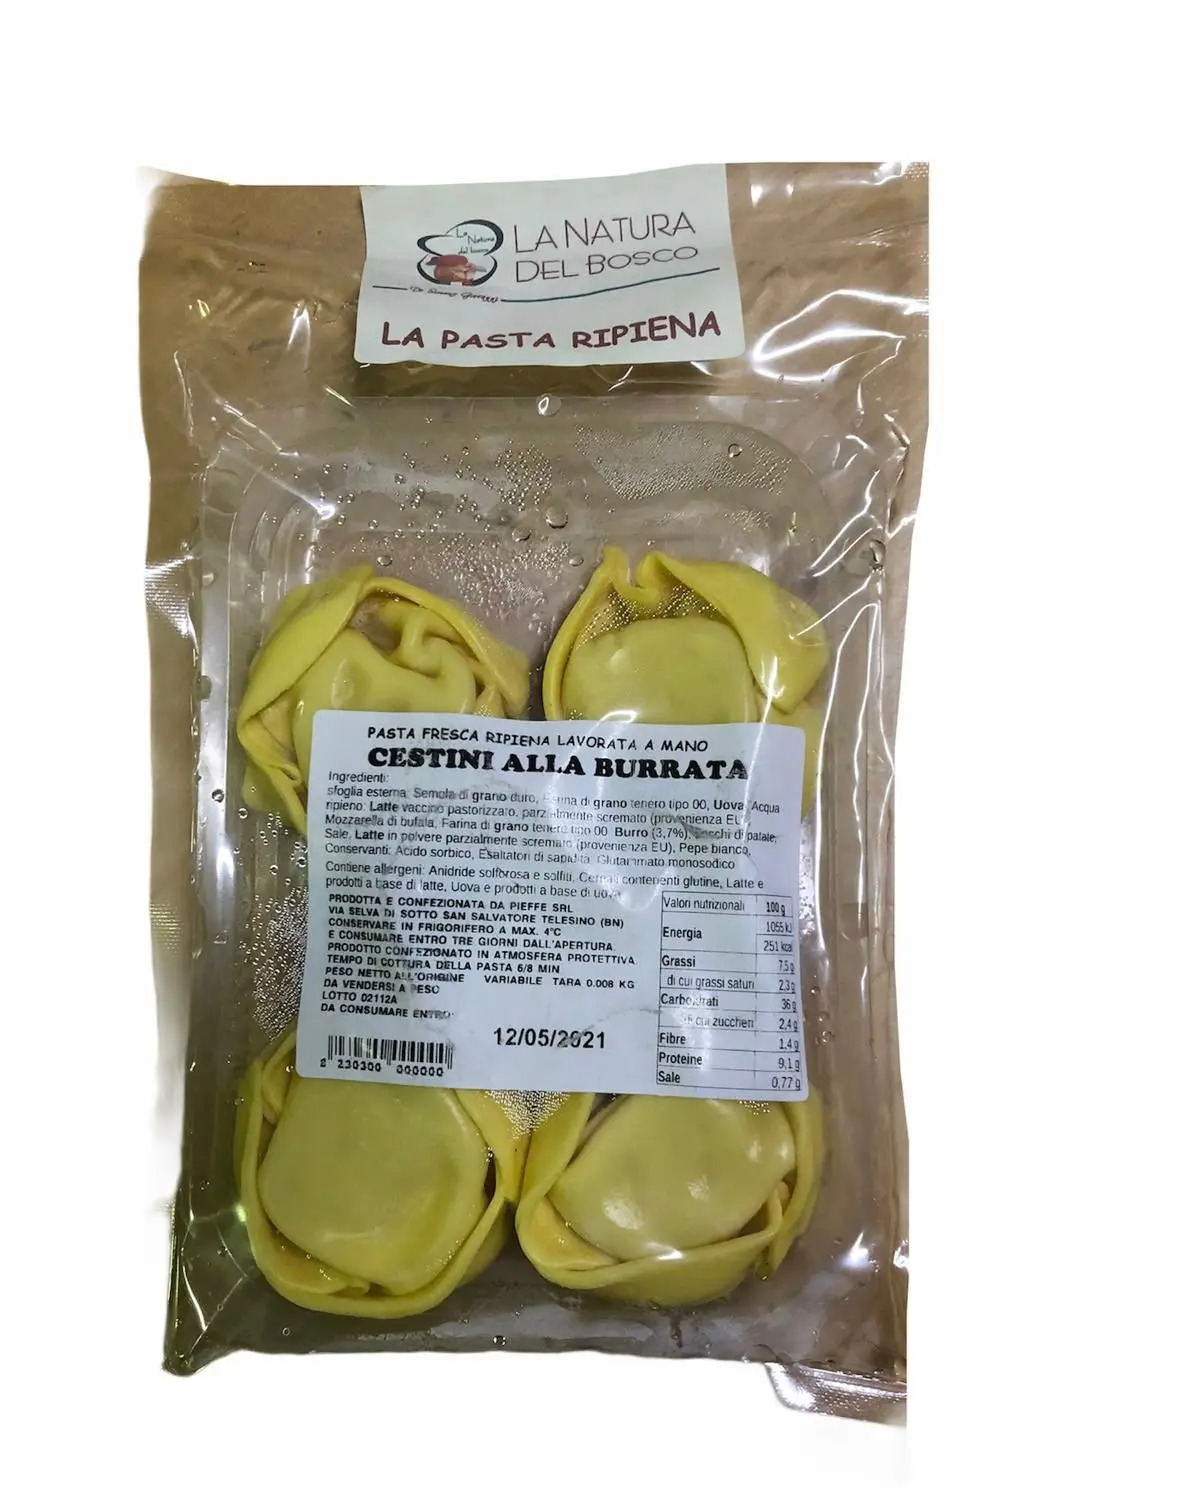 La
Natura
del bosco
LA NATURA
DEL BOSCO
LA PASTA RIPIENA
PASTA FRESCA RIPIENA LAVORATA A MANO
CESTINI ALLA BURRATA
Ingredienti:
sfoglia esterna: Semola di grano duro, Farina di grano tenero tipo 00, Uova, Acqua
ripieno: Latte vaccino pastorizzato, parzialmente scremato (provenienza EU
Mozzarella di bufala, Farina di grano tenero tipo 00 Burro (3,7%), Fiocchi di patate,
Sale, Latte in polvere parzialmente scremato (provenienza EU), Pepe bianco,
Conservanti: Acido sorbico, Esaltatori di sapidità Glutammato monosodico
Contiene allergeni: Anidride solforosa e solfiti, Cereali contenenti glutine, Latte e
prodotti a base di latte, Uova e prodotti a base di uova
PRODOTTA E CONFEZIONATA DA PIEFFE SRL
VIA SELVA DI SOTTO SAN SALVATORE TELESINO (BN)
CONSERVARE IN FRIGORIFERO A MAX. 4°C
E CONSUMARE ENTRO TRE GIORNI DALL'APERTURA
PRODOTTO CONFEZIONATO IN ATMOSFERA PROTETTIVA
TEMPO DI COTTURA DELLA PASTA 6/8 MIN
PESO NETTO ALL'ORIGINE VARIABILE TARA 0.008 KG
DA VENDERSI A PESO
LOTTO 02112A
DA CONSUMARE ENTRO:
12/05/2021
2 230300 000000
Valori nutrizionali 100 g
Energia 1055 kJ
251 kcal
Grassi 7,5 g
di cui grassi saturi 2,3 g
Carboidrati 36 g
di cui zuccheri 2,4 g
Fibre 1,4 g
Proteine 9,1 g
Sale 0,77 g